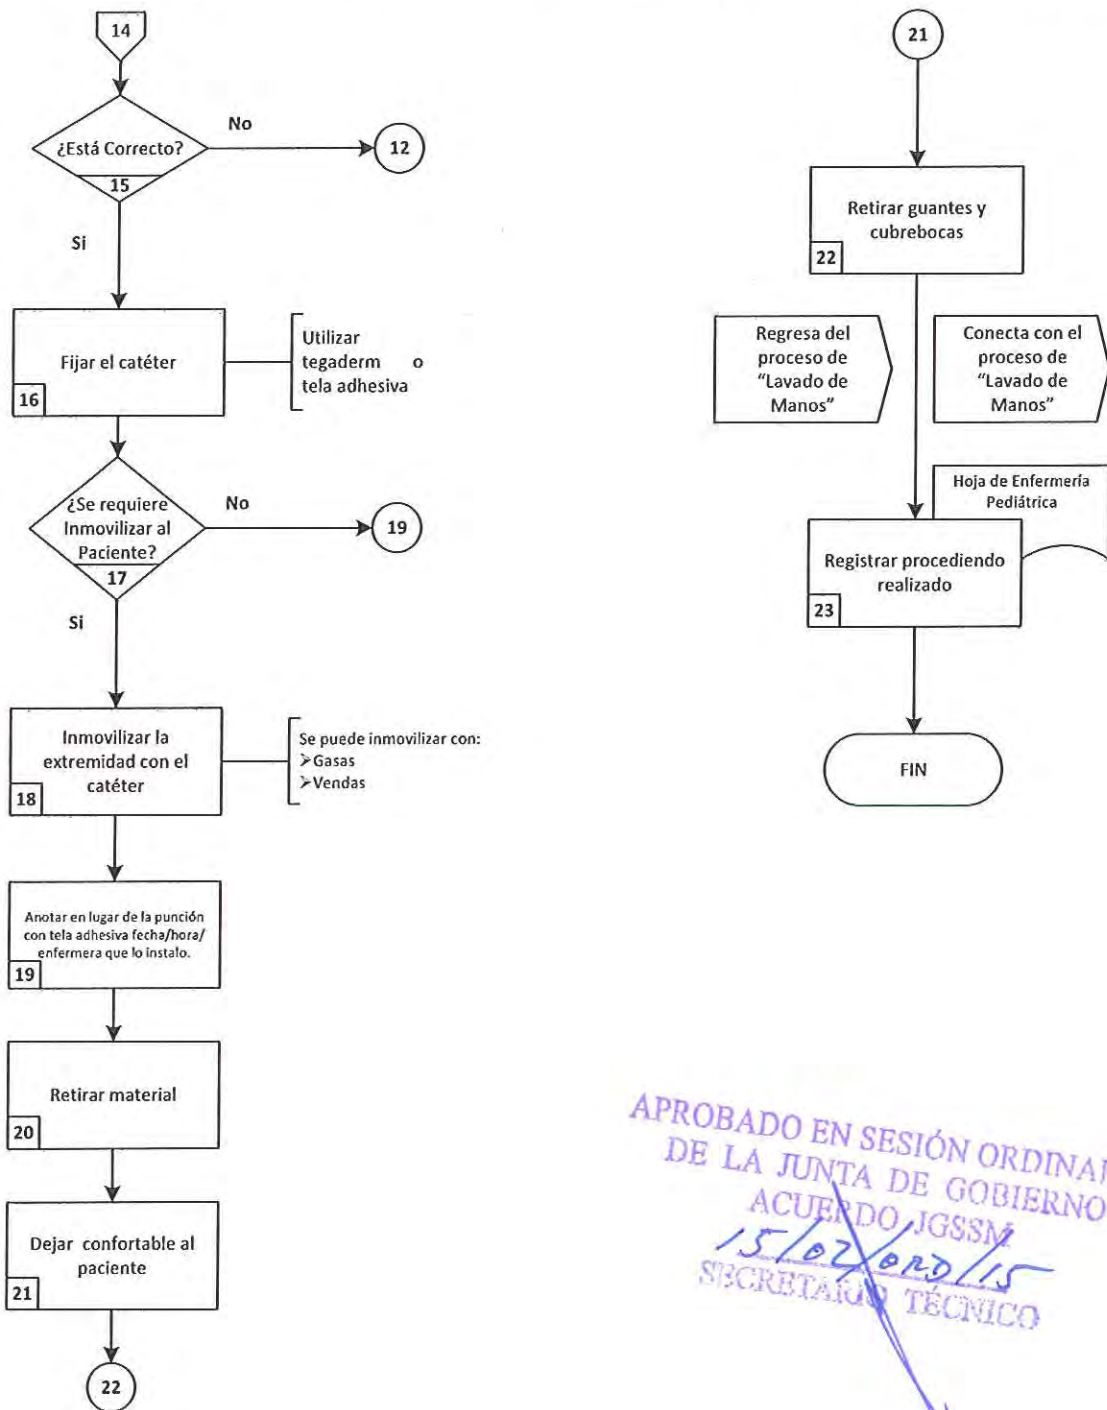 14
¿Está Correcto?
15
No
12
Si
Fijar el catéter
16
Utilizar
tegaderm o
tela adhesiva
¿Se requiere
Inmovilizar al
Paciente?
17
No
19
Si
Inmovilizar la
extremidad con el
catéter
18
Se puede inmovilizar con:
➢Gasas
➢Vendas
Anotar en lugar de la punción
con tela adhesiva fecha/hora/
enfermera que lo instalo.
19
Retirar material
20
Dejar confortable al
paciente
21
22
21
Retirar guantes y
cubrebocas
22
Regresa del
proceso de
"Lavado de
Manos"
Conecta con el
proceso de
"Lavado de
Manos"
Hoja de Enfermería
Pediátrica
Registrar procediendo
realizado
23
FIN
APROBADO EN SESIÓN
DE LA JUNTA DE GOBIERNO
ACUERDO JGSSM
15/02/ORD/15
SECRETARIO TÉCNICO